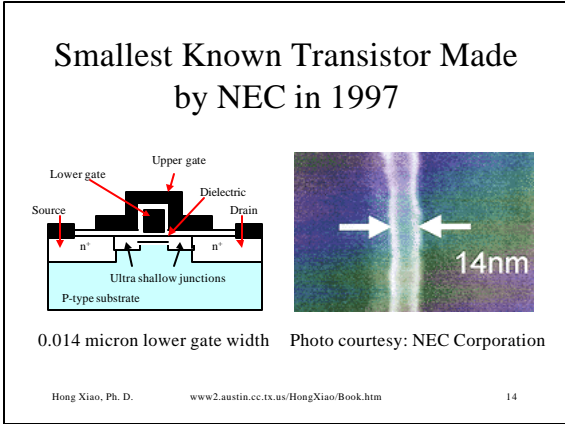 Smallest Known Transistor Made
by NEC in 1997
Upper gate
Lower gate
Dielectric
Source
Drain
n+
n+
Ultra shallow junctions
P-type substrate
14nm
0.014 micron lower gate width
Photo courtesy: NEC Corporation
Hong Xiao, Ph. D.
www2.austin.cc.tx.us/HongXiao/Book.htm
14